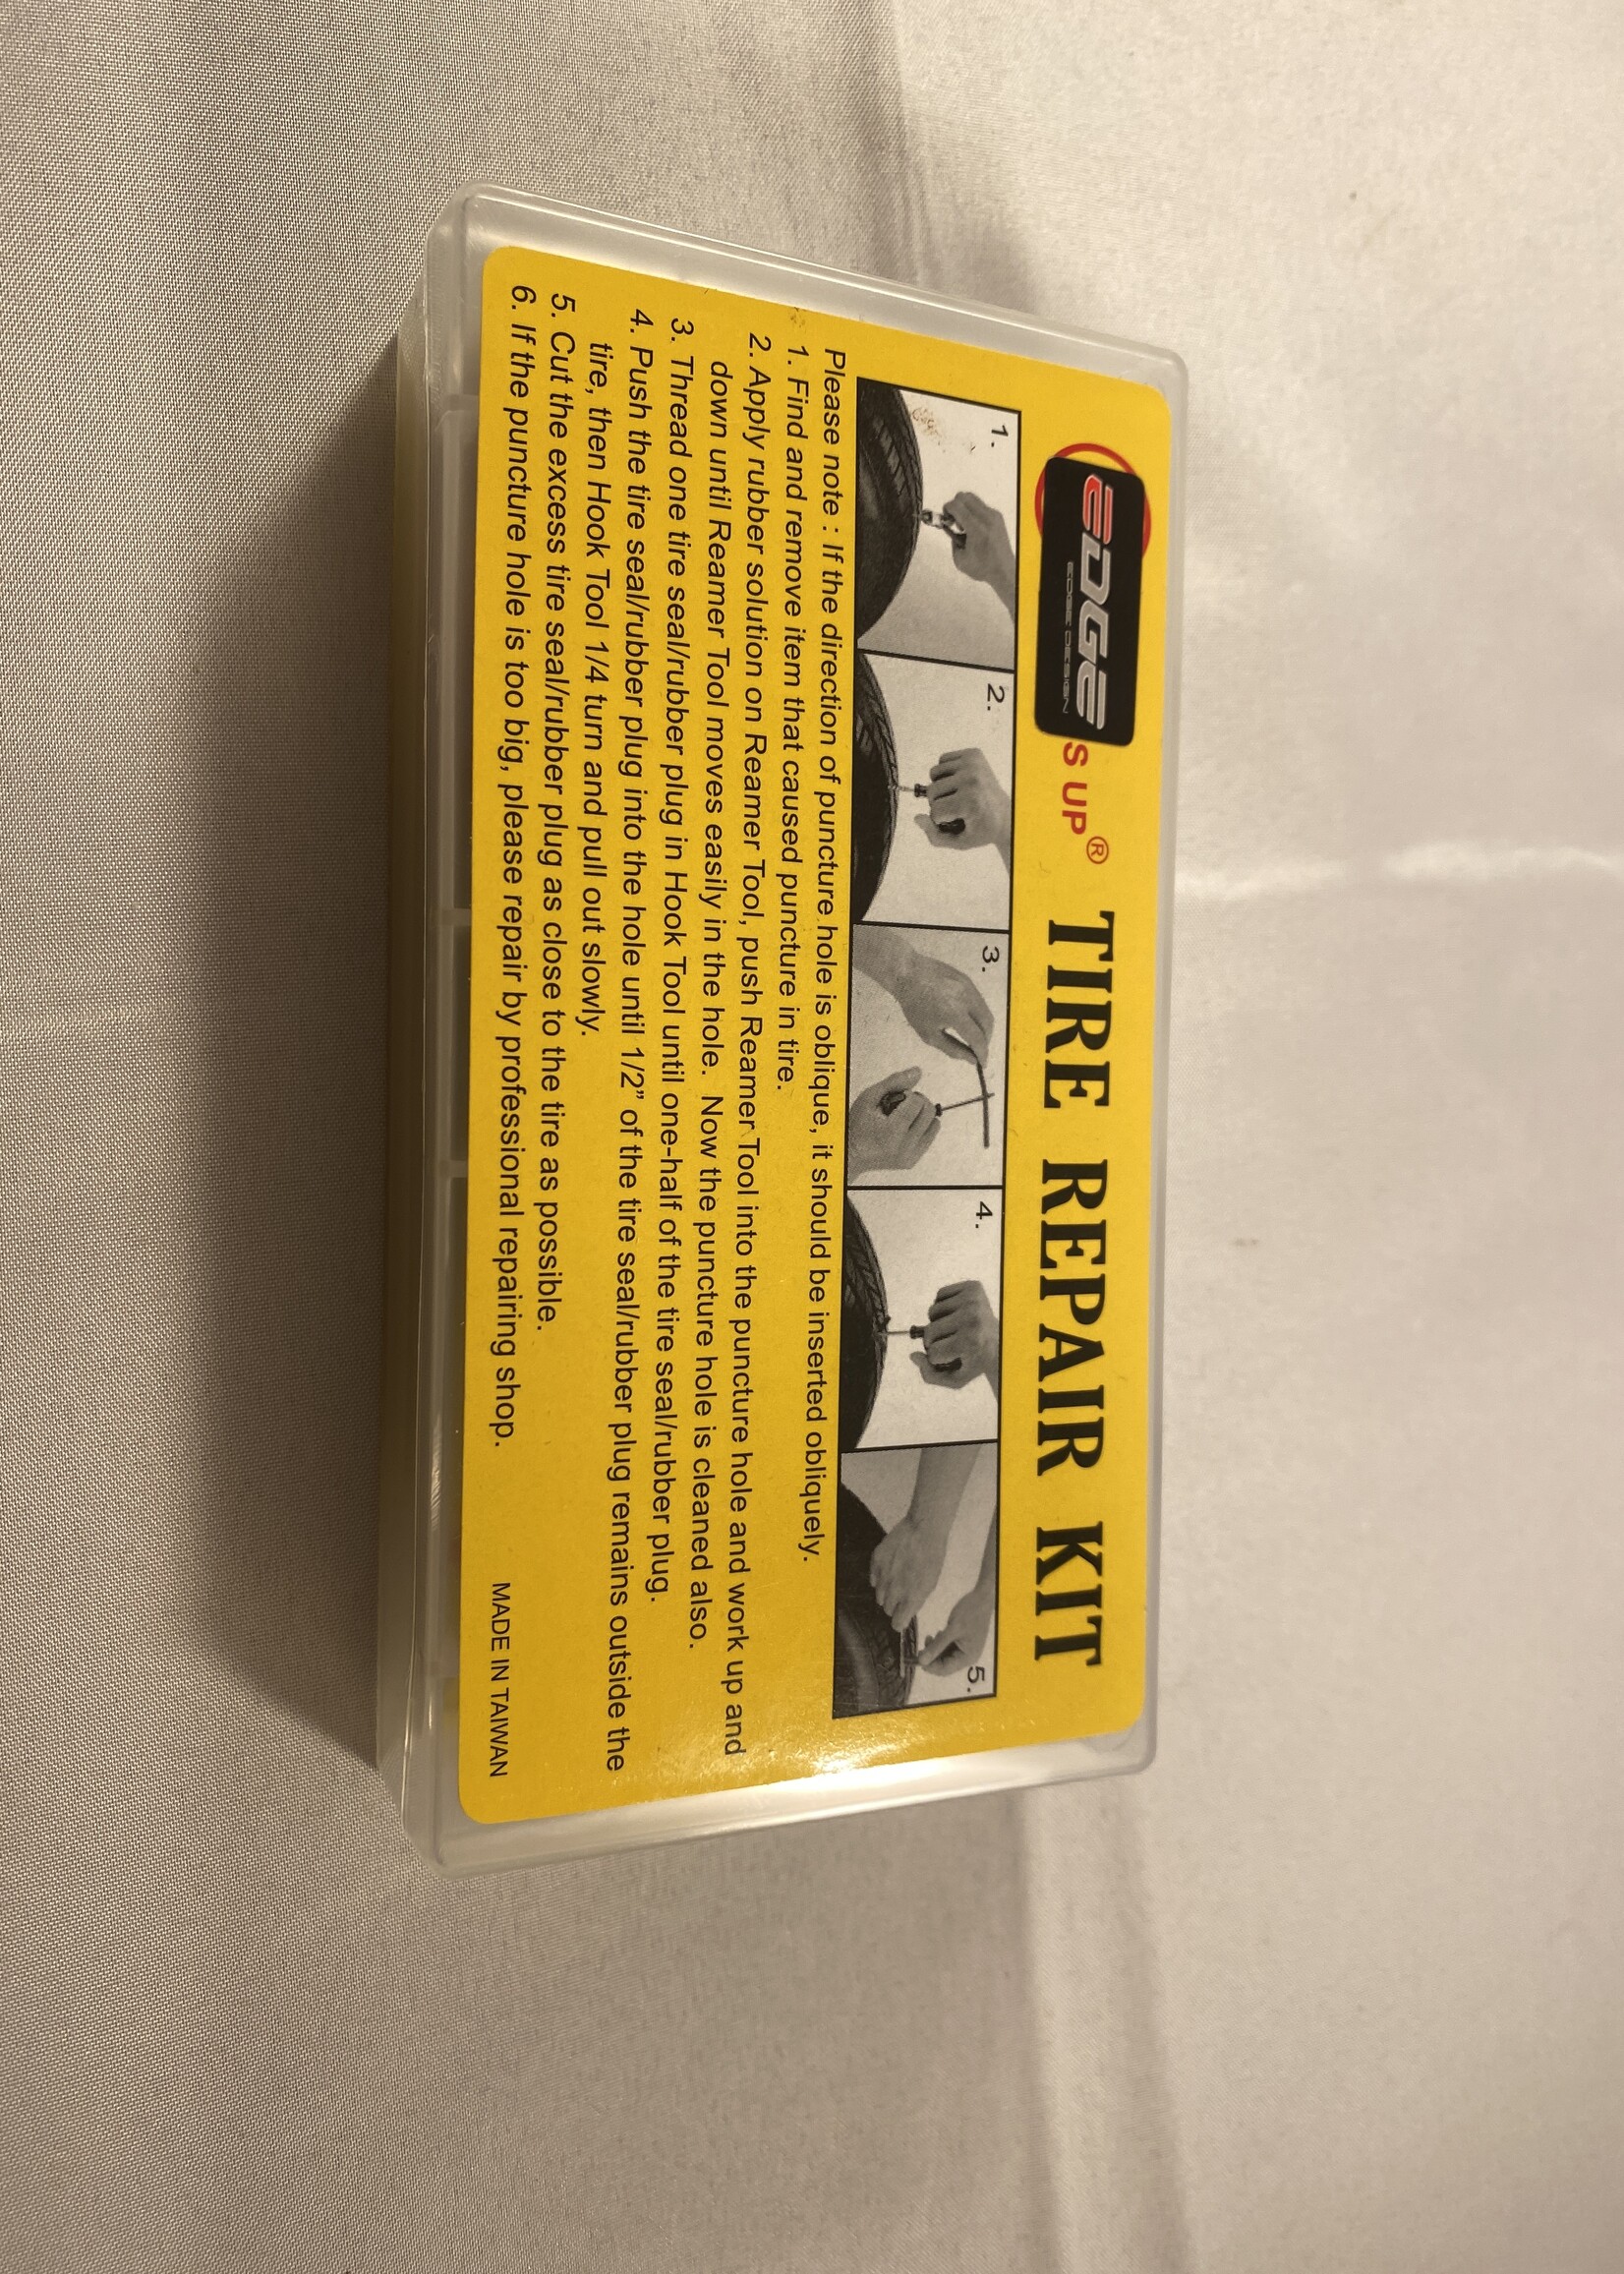 EDGE
EDGE DESIGN
S UP®
TIRE REPAIR KIT
1.
2.
3.
4.
5.
Please note : If the direction of puncture hole is oblique, it should be inserted obliquely.
1. Find and remove item that caused puncture in tire.
2. Apply rubber solution on Reamer Tool, push Reamer Tool into the puncture hole and work up and
down until Reamer Tool moves easily in the hole. Now the puncture hole is cleaned also.
3. Thread one tire seal/rubber plug in Hook Tool until one-half of the tire seal/rubber plug.
4. Push the tire seal/rubber plug into the hole until 1/2” of the tire seal/rubber plug remains outside the
tire, then Hook Tool 1/4 turn and pull out slowly.
5. Cut the excess tire seal/rubber plug as close to the tire as possible.
6. If the puncture hole is too big, please repair by professional repairing shop.
MADE IN TAIWAN